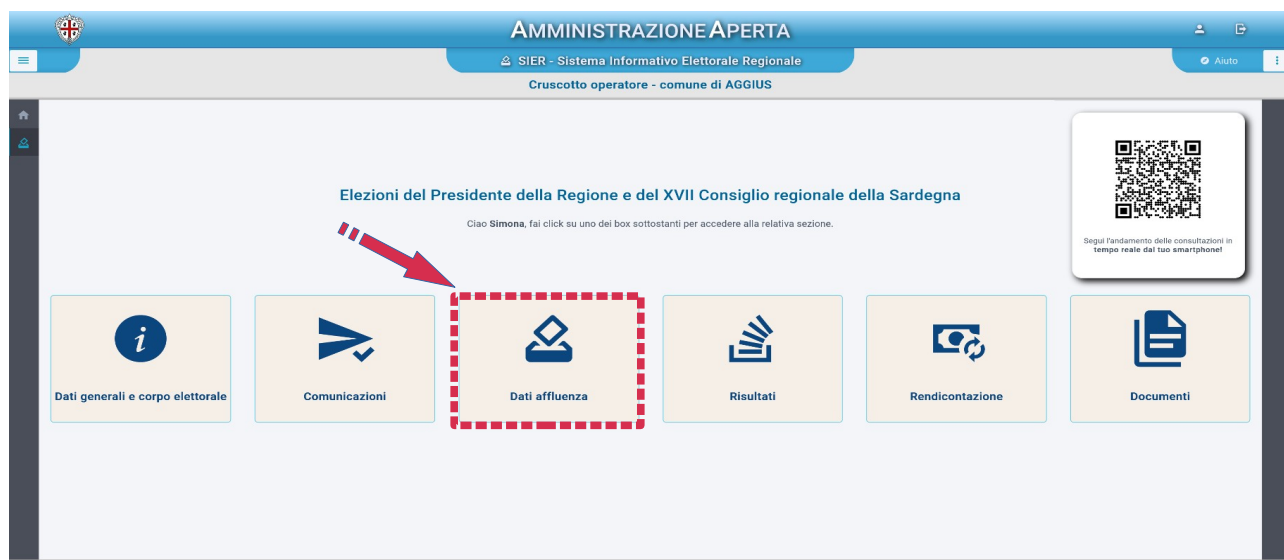 AMMINISTRAZIONE APERTA
SIER - Sistema Informativo Elettorale Regionale
Aiuto
Cruscotto operatore - comune di AGGIUS
Elezioni del Presidente della Regione e del XVII Consiglio regionale della Sardegna
Ciao Simona, fai click su uno dei box sottostanti per accedere alla relativa sezione.
Segui l'andamento delle consultazioni in
tempo reale dal tuo smartphone!
Dati generali e corpo elettorale
Comunicazioni
Dati affluenza
Risultati
Rendicontazione
Documenti